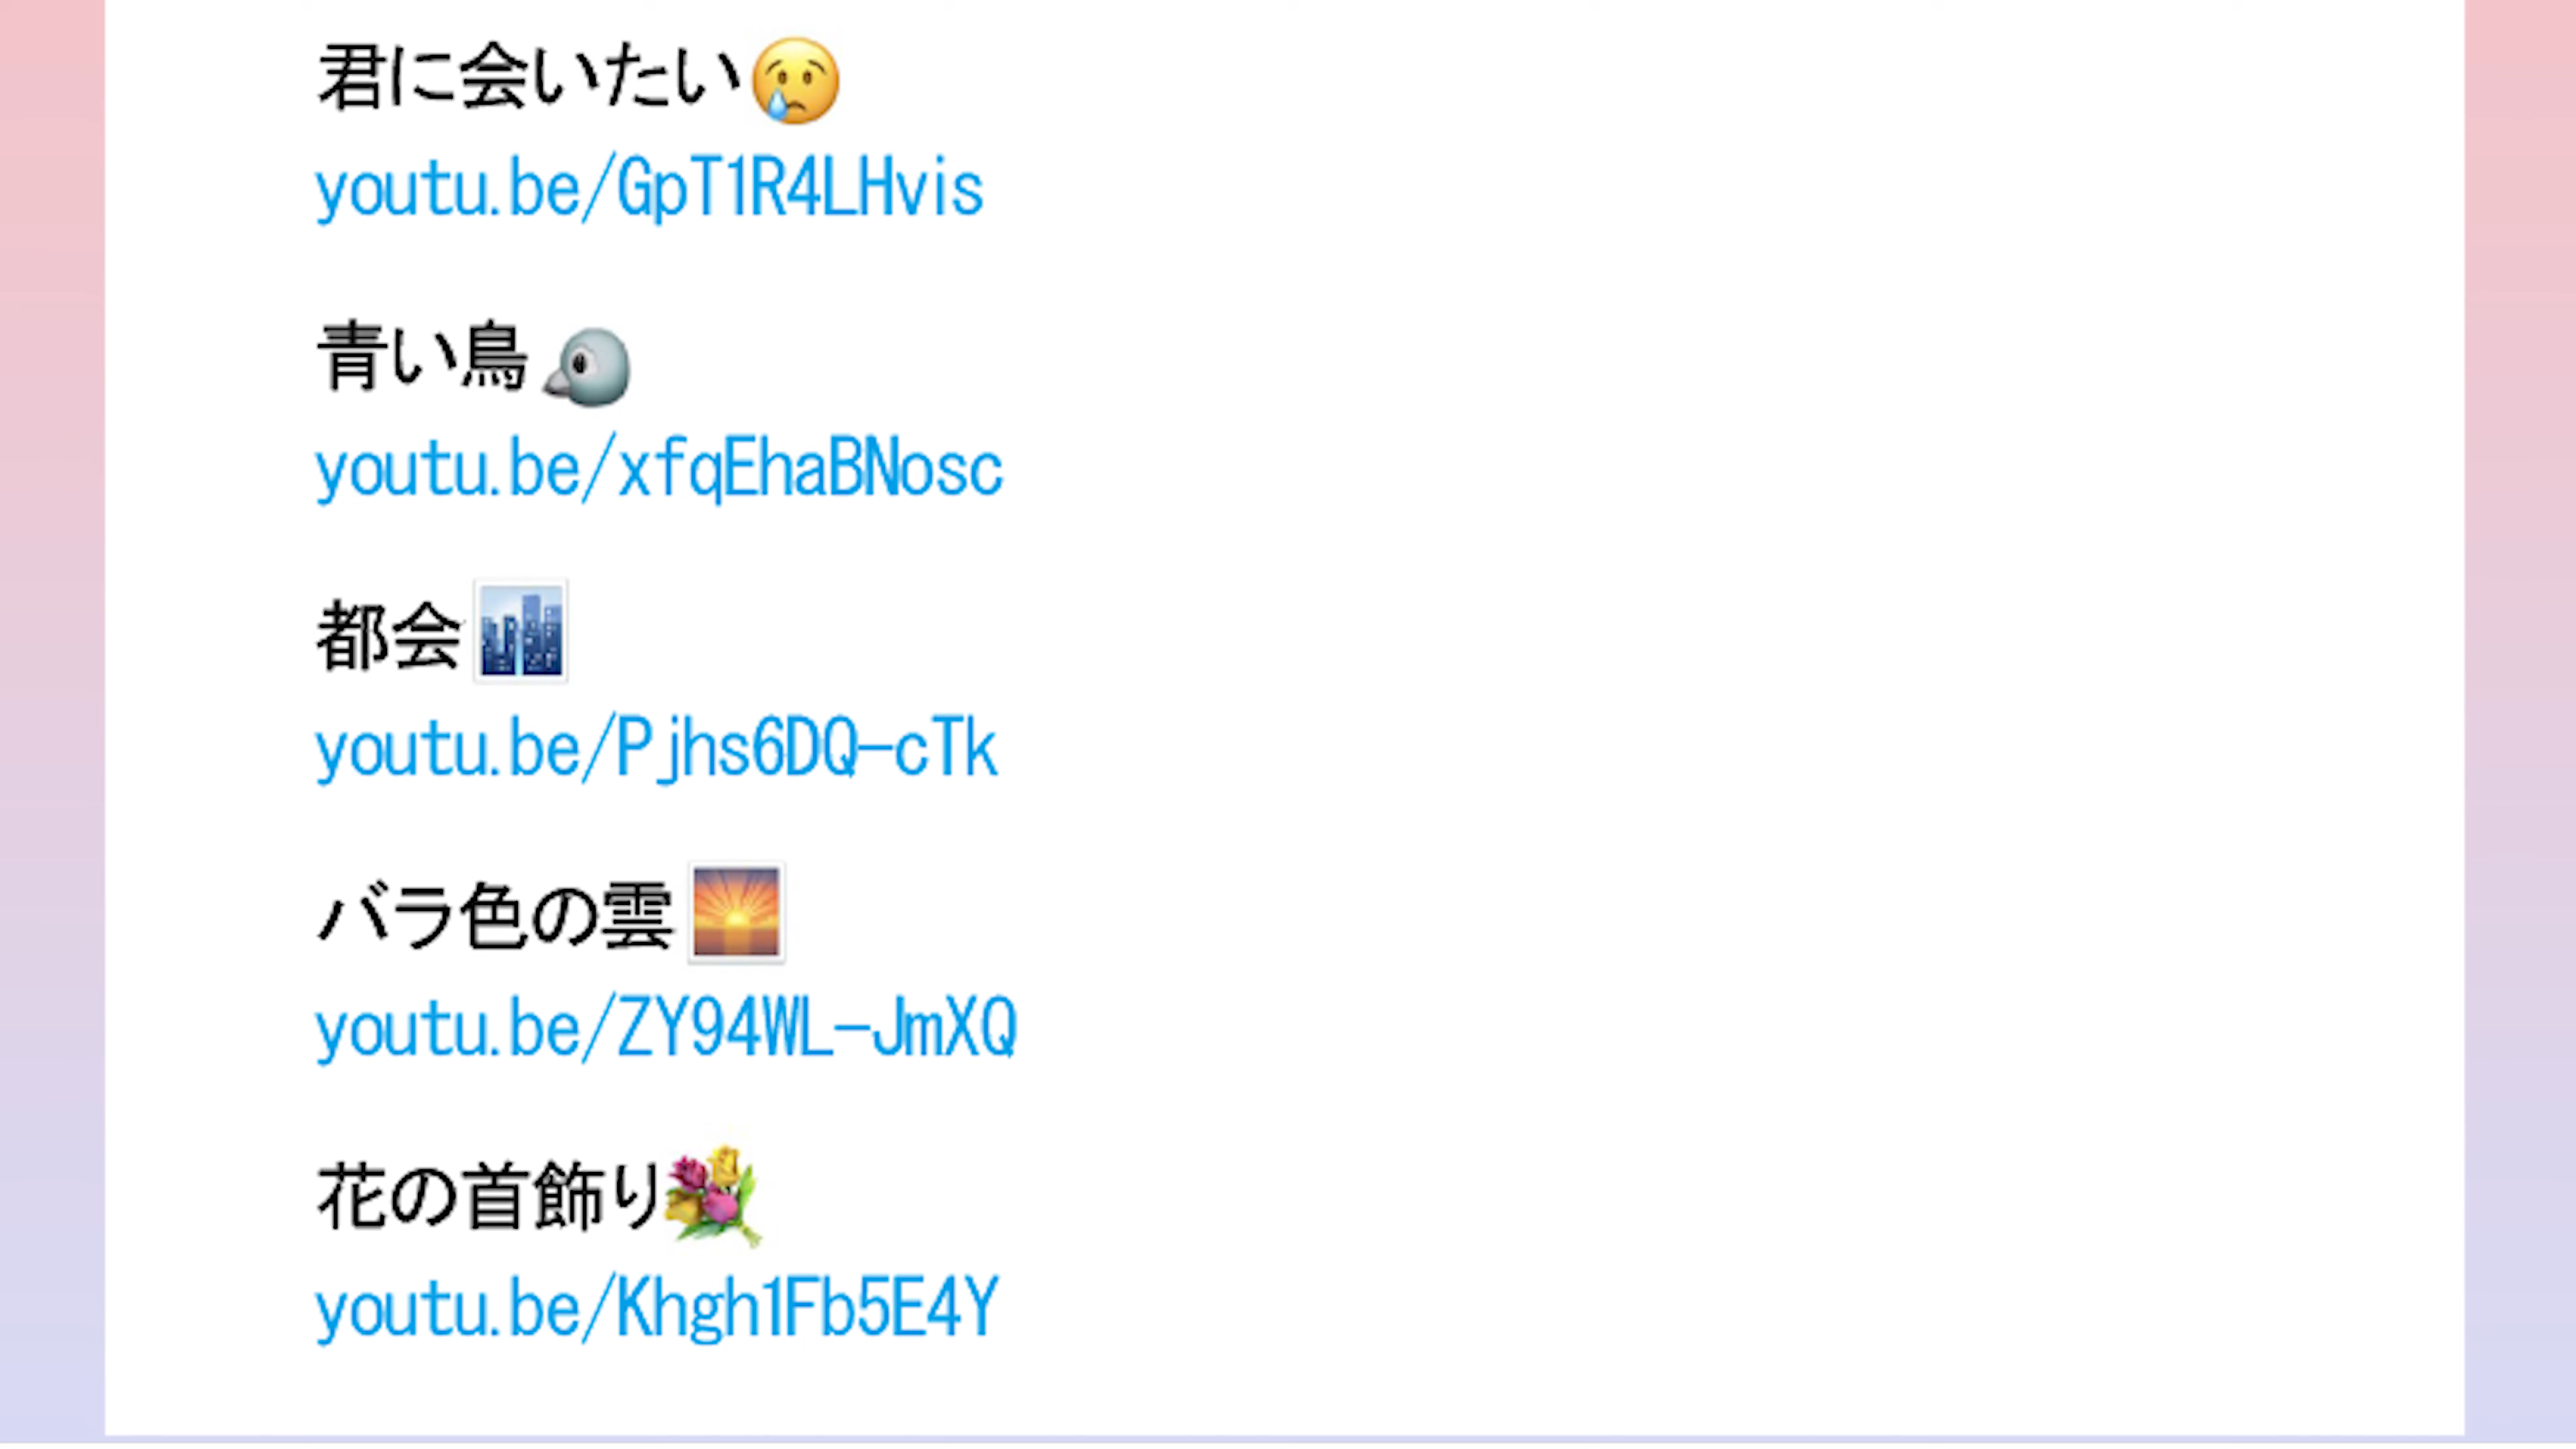 君に会いたい😢
youtu.be/GpT1R4LHvis
青い鳥🐦
youtu.be/xfqEhaBNosc
都会🏙
youtu.be/Pjhs6DQ-cTk
バラ色の雲🌅
youtu.be/ZY94WL-JmXQ
花の首飾り💐
youtu.be/Khgh1Fb5E4Y